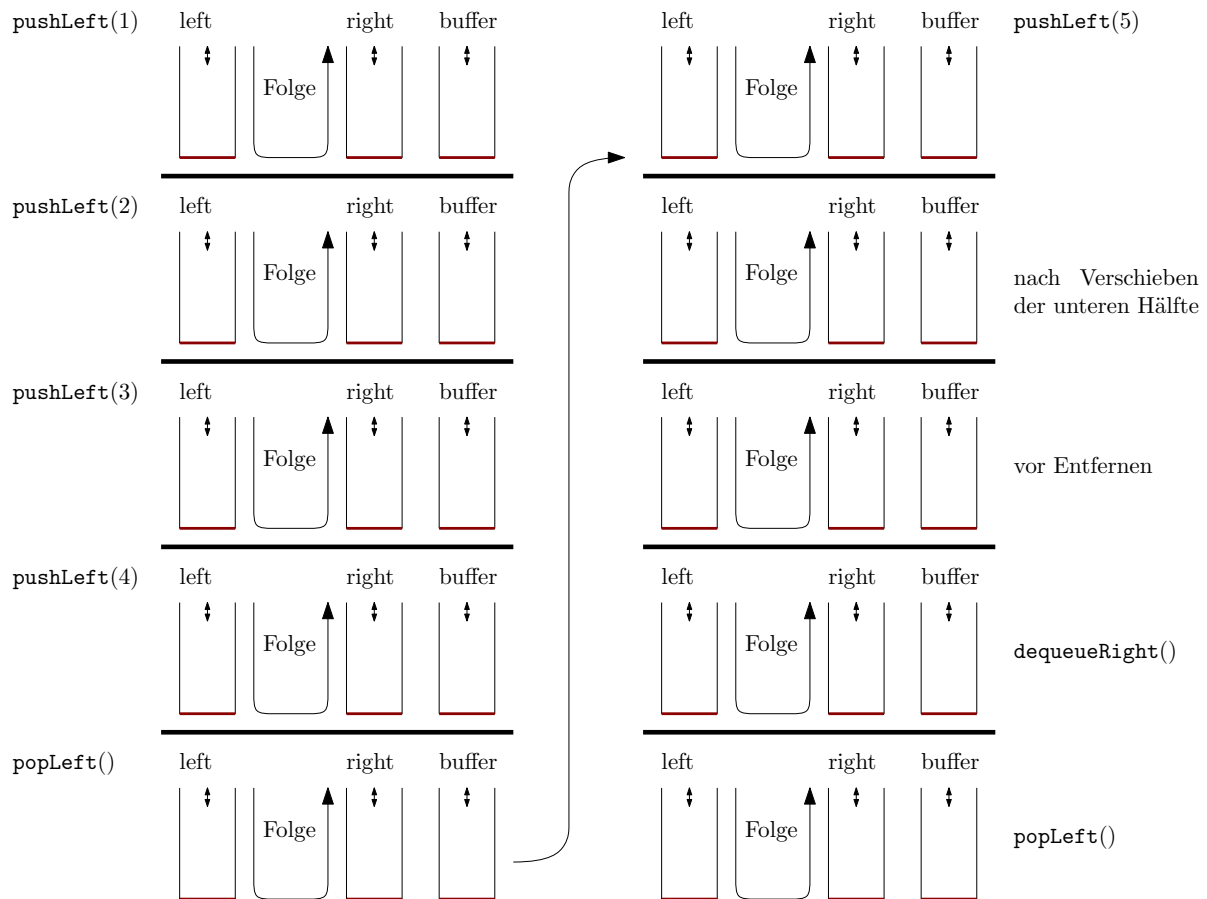 pushLeft(1)
left right buffer
Folge
pushLeft(2)
left right buffer
Folge
pushLeft(3)
left right buffer
Folge
pushLeft(4)
left right buffer
Folge
popLeft()
left right buffer
Folge
left right buffer
pushLeft(5)
Folge
left right buffer
Folge
nach Verschieben
der unteren Hälfte
left right buffer
Folge
vor Entfernen
left right buffer
Folge
dequeueRight()
left right buffer
Folge
popLeft()